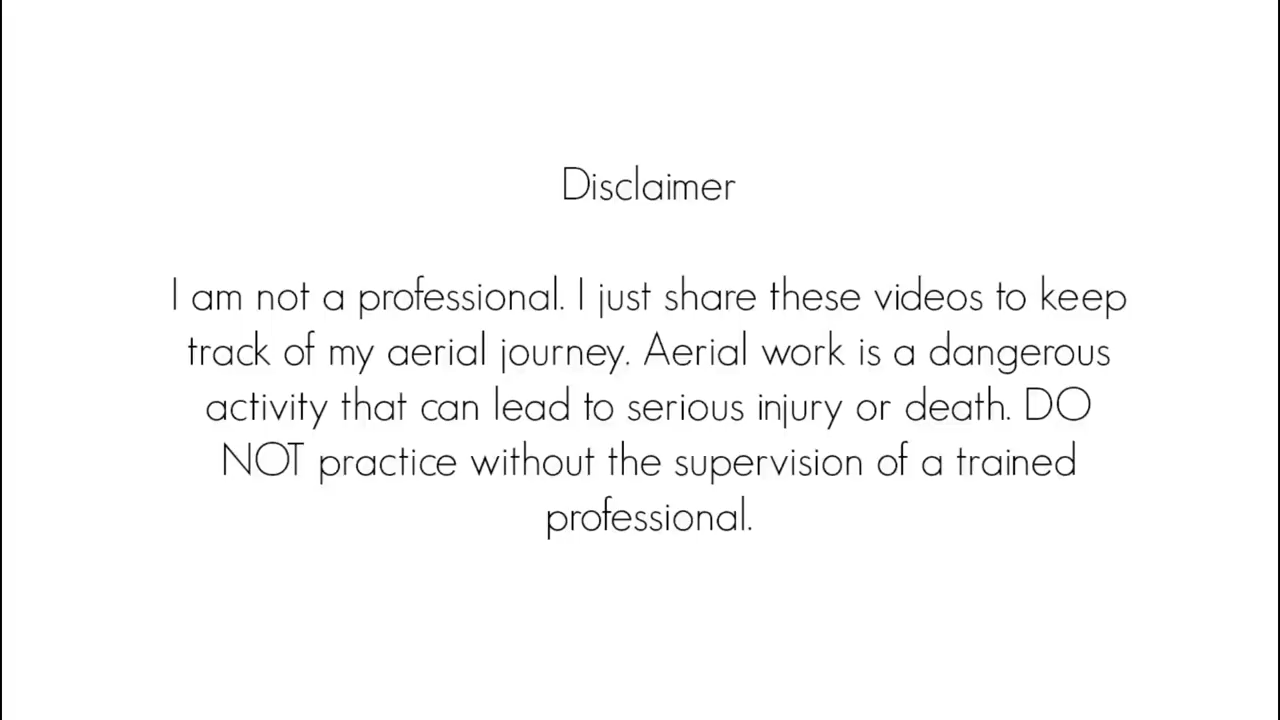 Disclaimer
I am not a professional. I just share these videos to keep
track of my aerial journey. Aerial work is a dangerous
activity that can lead to serious injury or death. DO
NOT practice without the supervision of a trained
professional.